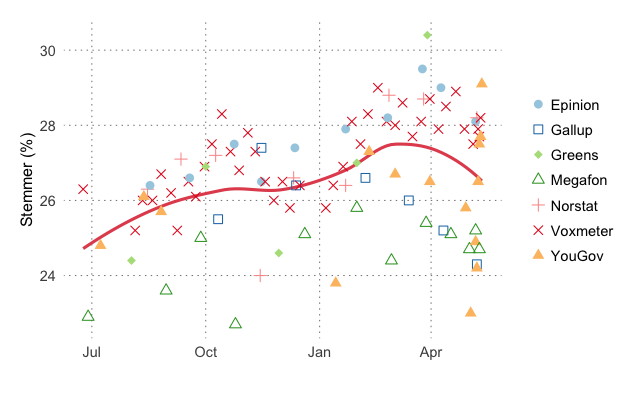 Stemmer (%)
30
28
26
24
Jul Oct Jan Apr
Epinion
Gallup
Greens
Megafon
Norstat
Voxmeter
YouGov